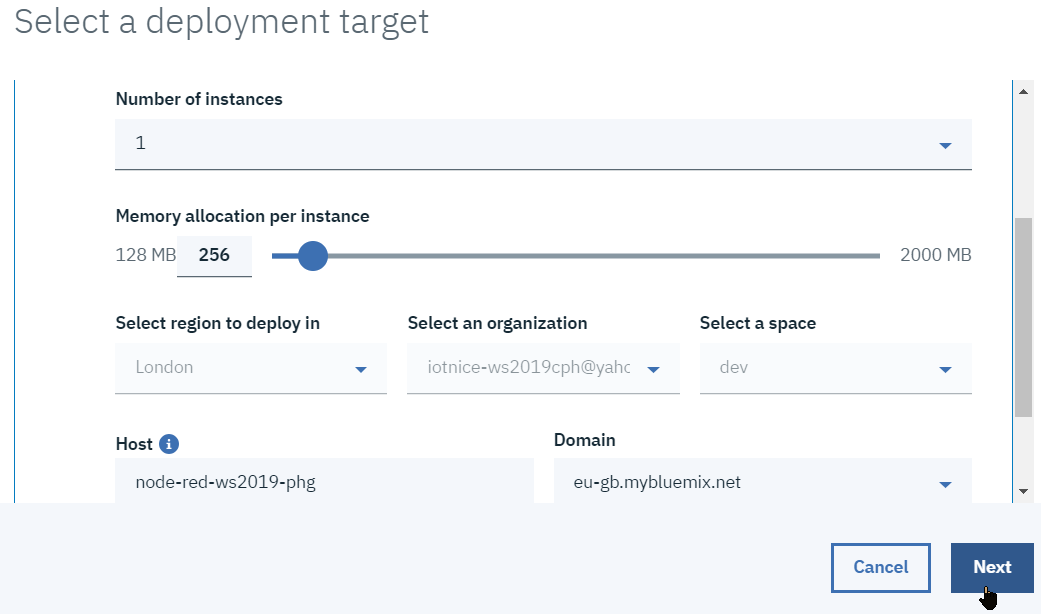 Select a deployment target
Number of instances
1
Memory allocation per instance
128 MB 256 2000 MB
Select region to deploy in Select an organization Select a space
London iotnice-ws2019cph@yahc dev
Host i Domain
node-red-ws2019-phg eu-gb.mybluemix.net
Cancel Next